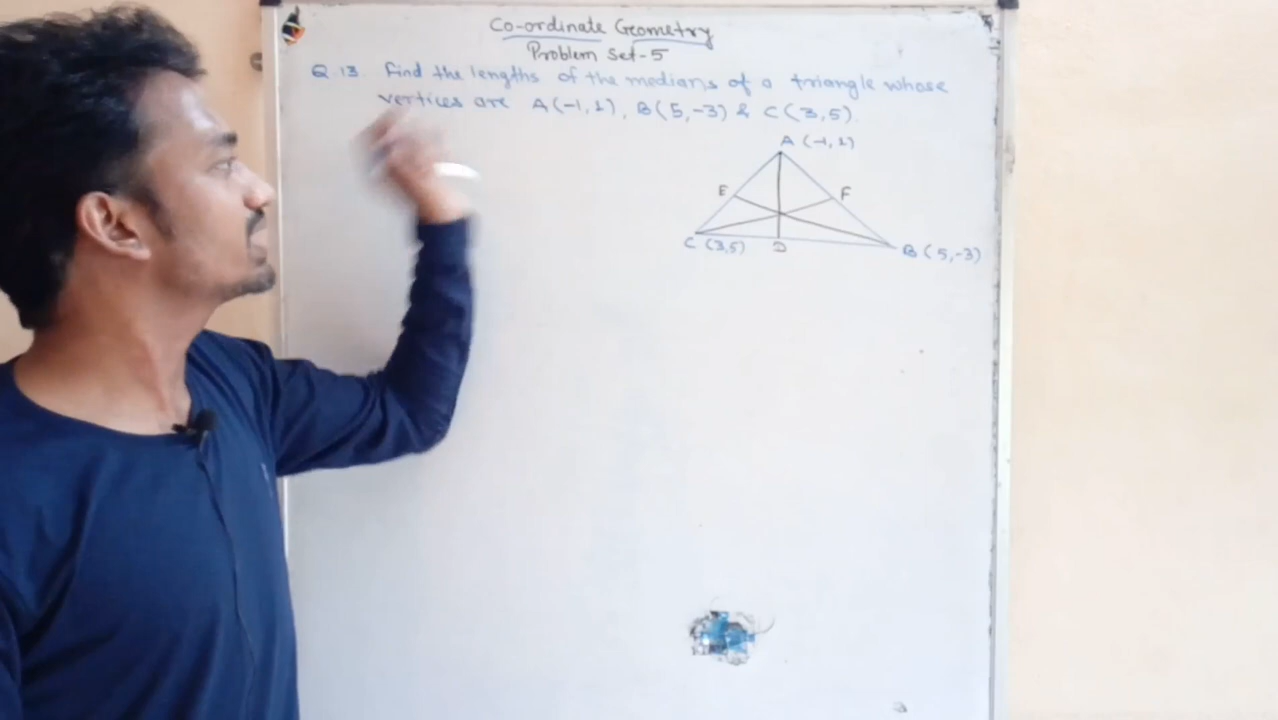 Co-ordinate Geometry
Problem Set-5
Q.13. Find the lengths of the medians of a triangle whose
vertices are A(-1,1), B(5,-3) & C(3,5).
A (-1,1)
E
F
C (3,5)
D
B (5,-3)